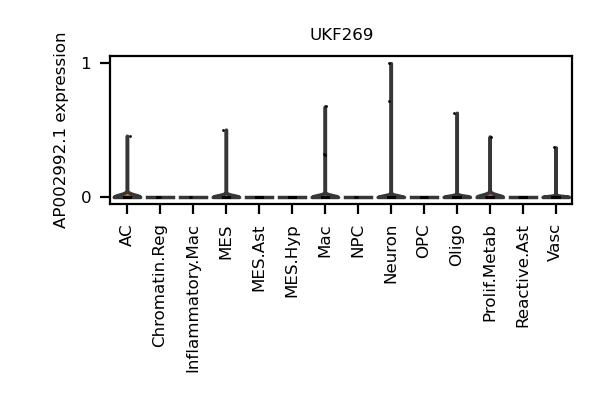 UKF269
AP002992.1 expression
1
0
AC
Chromatin.Reg
Inflammatory.Mac
MES
MES.Ast
MES.Hyp
Mac
NPC
Neuron
OPC
Oligo
Prolif.Metab
Reactive.Ast
Vasc